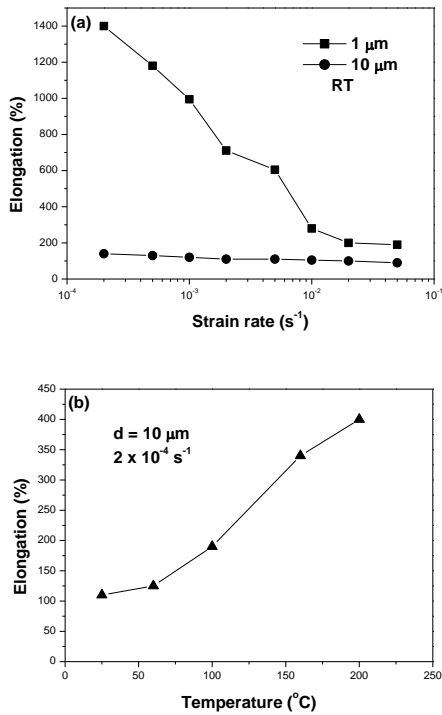 (a)
1 μm
10 μm
RT
Elongation (%)
1400
1200
1000
800
600
400
200
0
10⁻⁴
10⁻³
10⁻²
10⁻¹
Strain rate (s⁻¹)
(b)
d = 10 μm
2 x 10⁻⁴ s⁻¹
Elongation (%)
450
400
350
300
250
200
150
100
50
0
0
50
100
150
200
250
Temperature (°C)